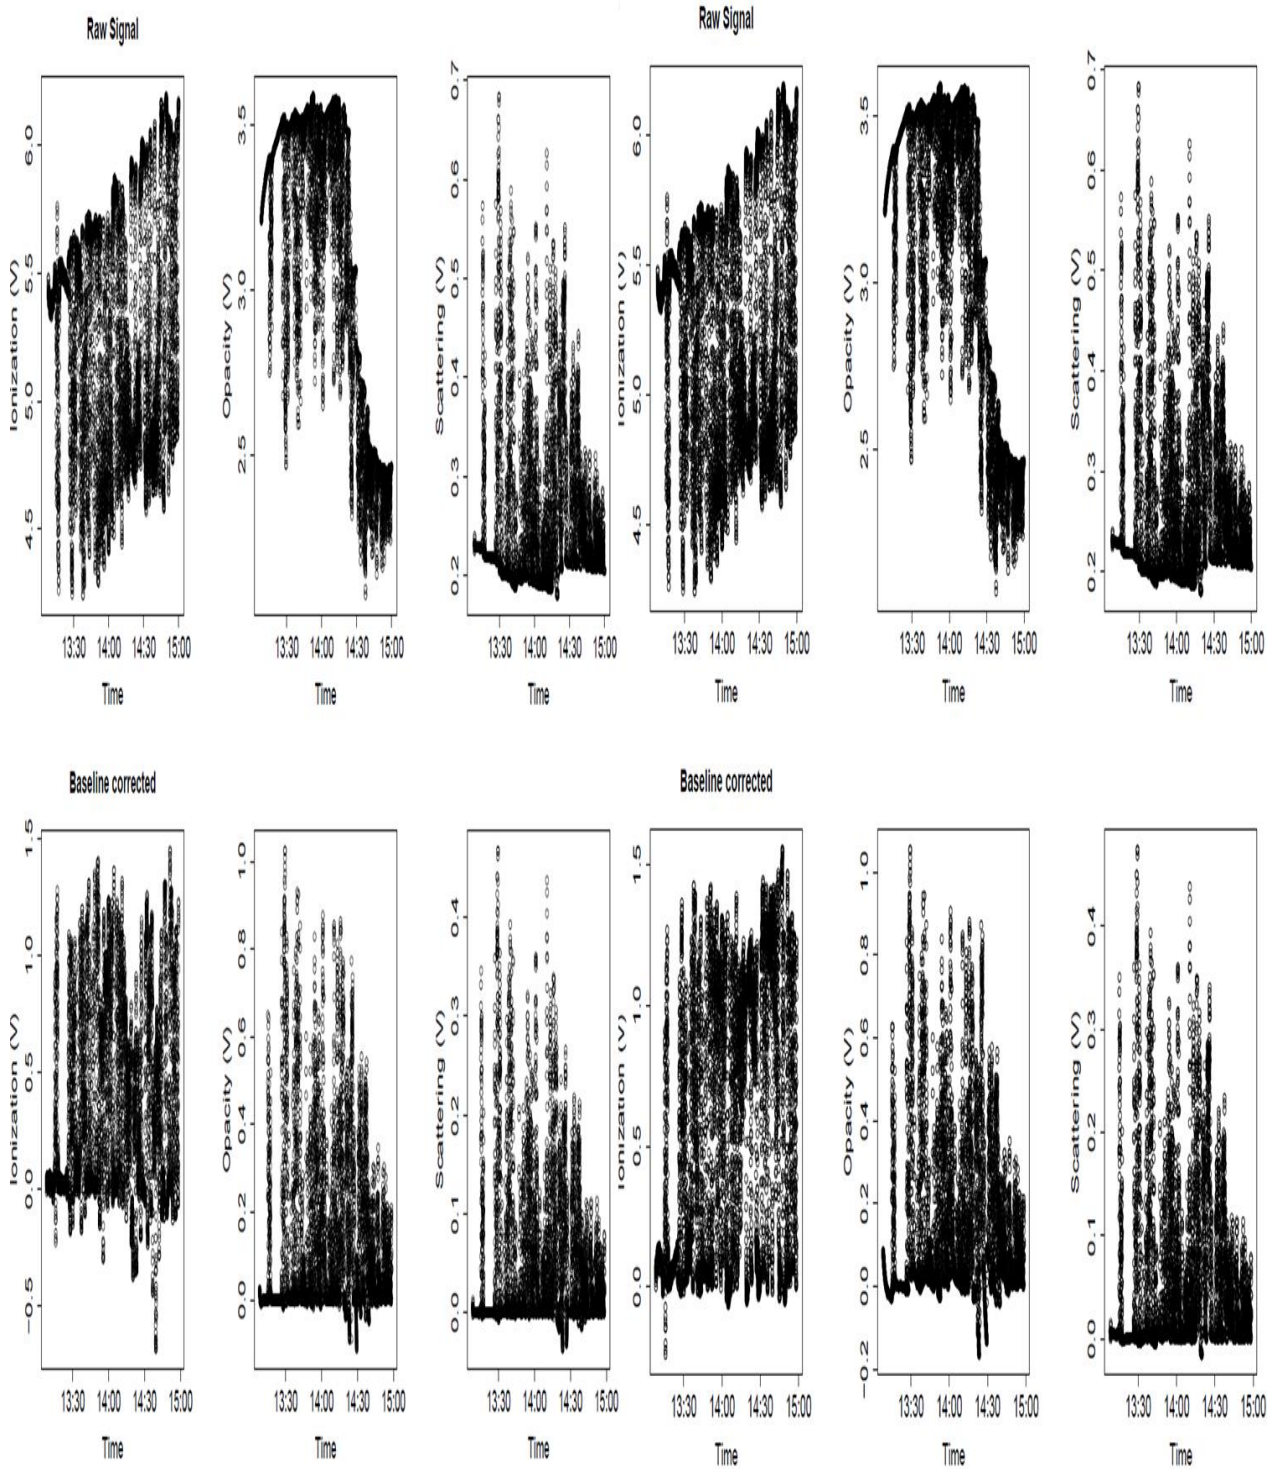 Raw Signal
Raw Signal
Ionization (V)
4.5 5.0 5.5 6.0
13:30 14:00 14:30 15:00
Time
Opacity (V)
2.5 3.0 3.5
13:30 14:00 14:30 15:00
Time
Scattering (V)
0.2 0.3 0.4 0.5 0.6 0.7
13:30 14:00 14:30 15:00
Time
Ionization (V)
4.5 5.0 5.5 6.0
13:30 14:00 14:30 15:00
Time
Opacity (V)
2.5 3.0 3.5
13:30 14:00 14:30 15:00
Time
Scattering (V)
0.2 0.3 0.4 0.5 0.6 0.7
13:30 14:00 14:30 15:00
Time
Baseline corrected
Baseline corrected
Ionization (V)
−0.5 0.0 0.5 1.0 1.5
13:30 14:00 14:30 15:00
Time
Opacity (V)
0.0 0.2 0.4 0.6 0.8 1.0
13:30 14:00 14:30 15:00
Time
Scattering (V)
0.0 0.1 0.2 0.3 0.4
13:30 14:00 14:30 15:00
Time
Ionization (V)
0.0 0.5 1.0 1.5
13:30 14:00 14:30 15:00
Time
Opacity (V)
−0.2 0.0 0.2 0.4 0.6 0.8 1.0
13:30 14:00 14:30 15:00
Time
Scattering (V)
0.0 0.1 0.2 0.3 0.4
13:30 14:00 14:30 15:00
Time